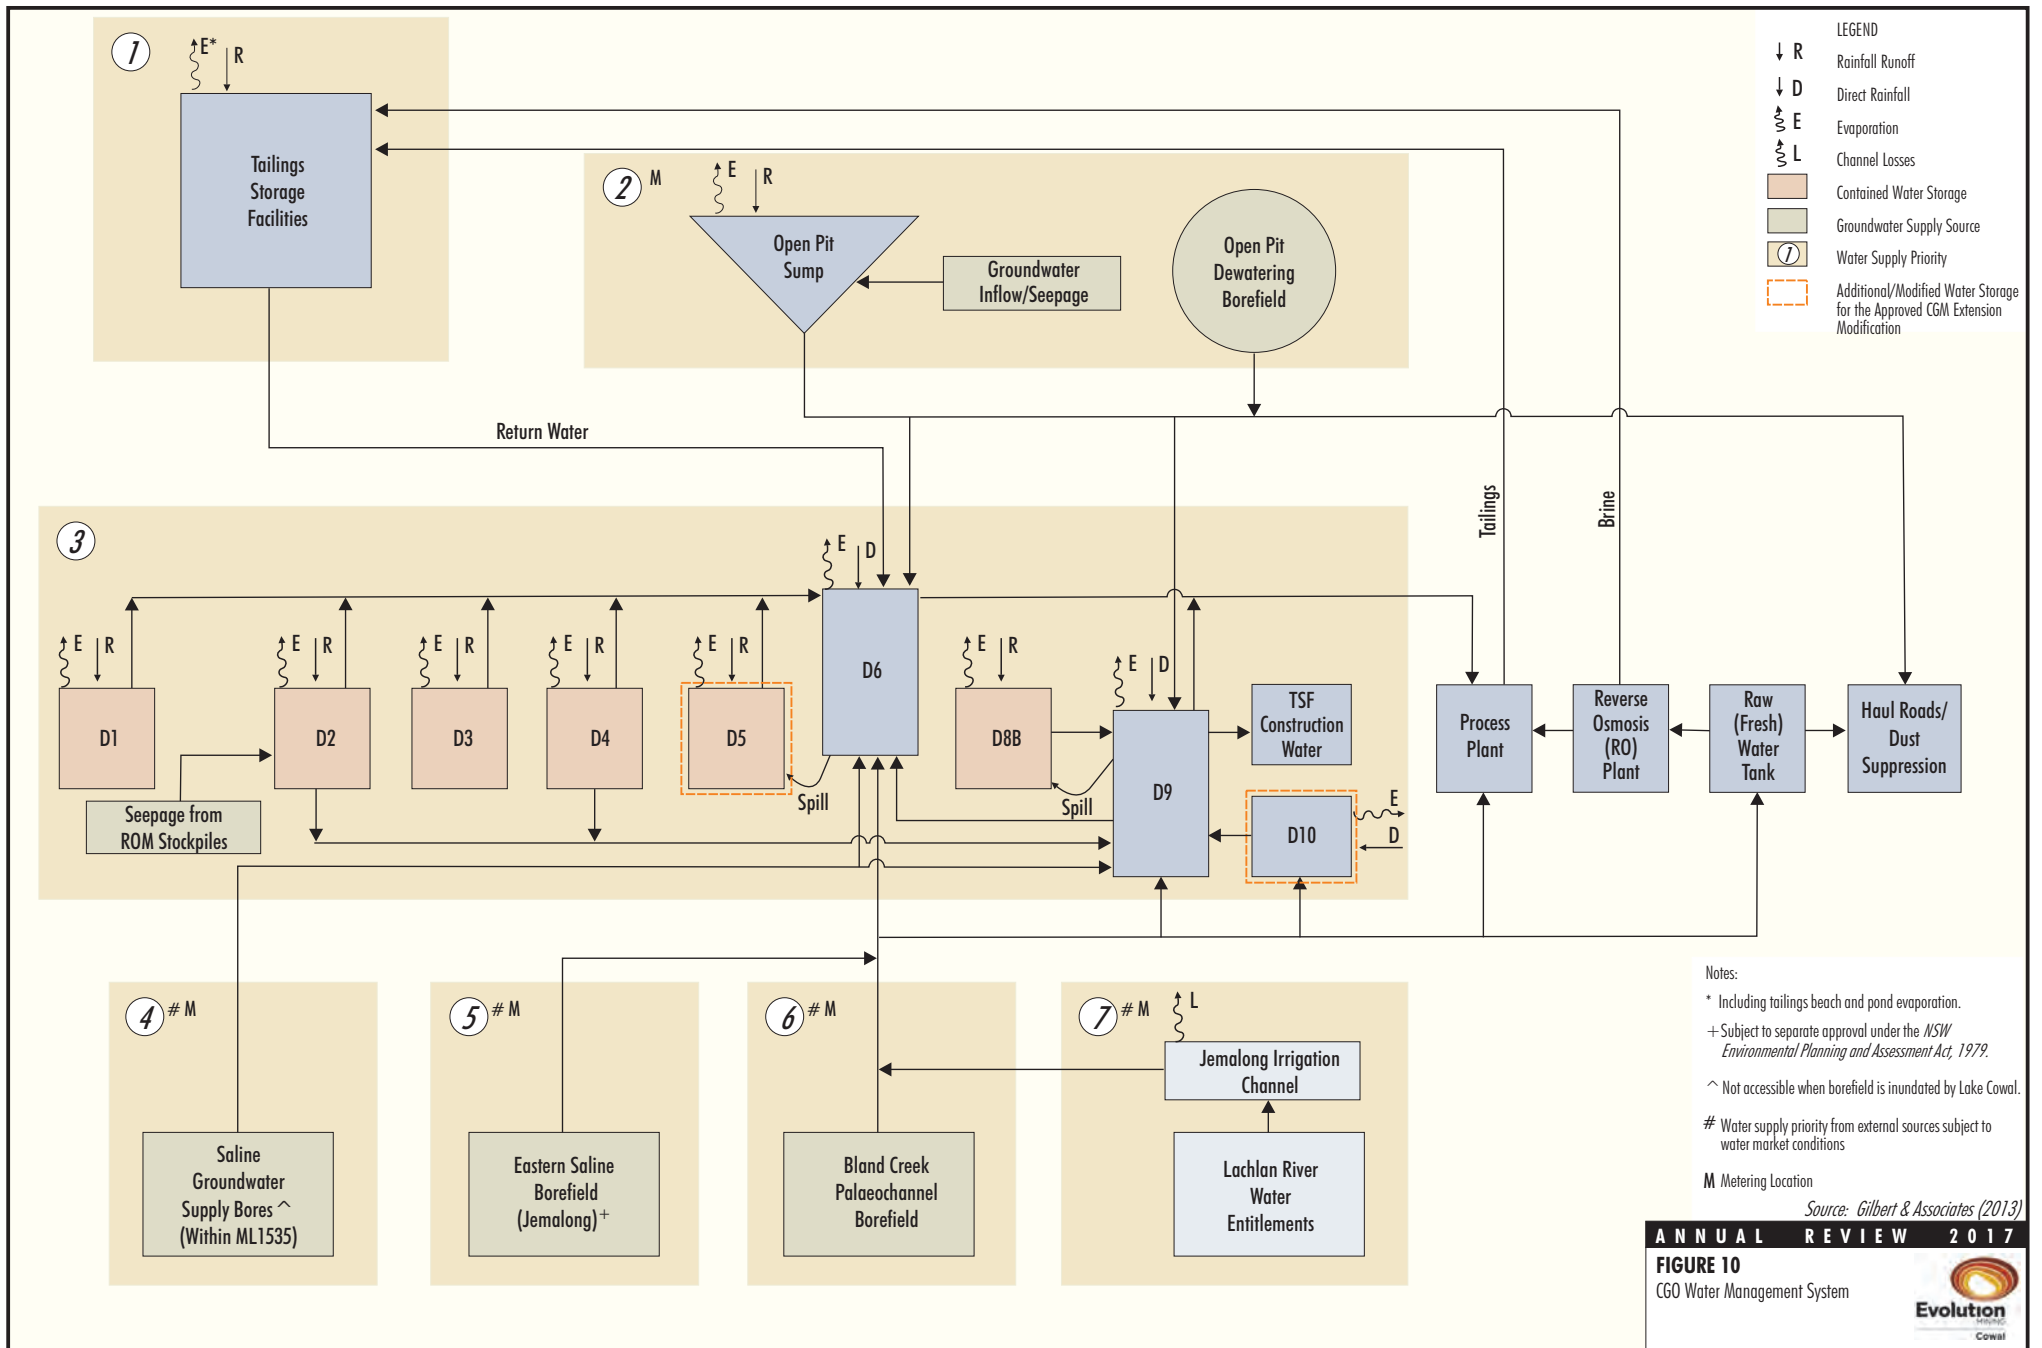 1
E*
R
Tailings
Storage
Facilities
2
M
E
R
Open Pit
Sump
Groundwater
Inflow/Seepage
Open Pit
Dewatering
Borefield
LEGEND
R
Rainfall Runoff
D
Direct Rainfall
E
Evaporation
L
Channel Losses
Contained Water Storage
Groundwater Supply Source
1
Water Supply Priority
Additional/Modified Water Storage
for the Approved CGM Extension
Modification
Return Water
Tailings
Brine
3
E
D
E
R
D1
E
R
D2
E
R
D3
E
R
D4
E
R
D5
D6
Spill
E
R
D8B
Spill
E
D
D9
TSF
Construction
Water
D10
E
D
Seepage from
ROM Stockpiles
Process
Plant
Reverse
Osmosis
(RO)
Plant
Raw
(Fresh)
Water
Tank
Haul Roads/
Dust
Suppression
4
# M
Saline
Groundwater
Supply Bores ^
(Within ML1535)
5
# M
Eastern Saline
Borefield
(Jemalong)+
6
# M
Bland Creek
Palaeochannel
Borefield
7
# M
L
Jemalong Irrigation
Channel
Lachlan River
Water
Entitlements
Notes:
* Including tailings beach and pond evaporation.
+ Subject to separate approval under the NSW
Environmental Planning and Assessment Act, 1979.
^ Not accessible when borefield is inundated by Lake Cowal.
# Water supply priority from external sources subject to
water market conditions
M Metering Location
Source: Gilbert & Associates (2013)
ANNUAL REVIEW 2017
FIGURE 10
CGO Water Management System
Evolution
MINING
Cowal